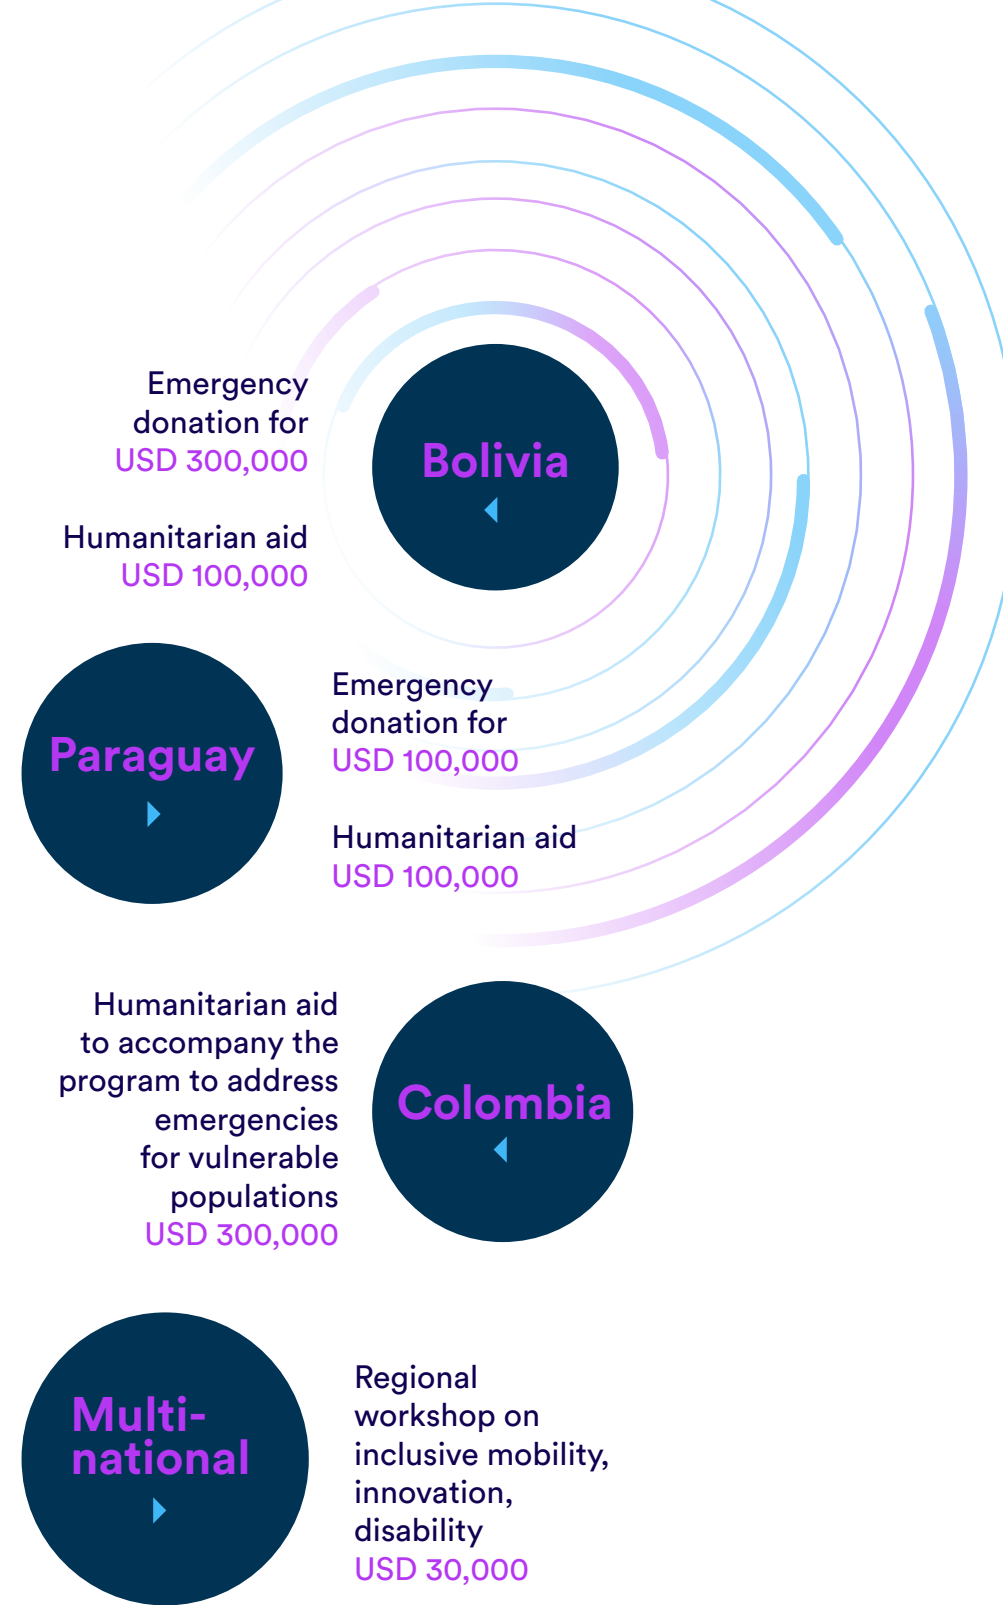 Bolivia
Emergency
donation for
USD 300,000
Humanitarian aid
USD 100,000
Paraguay
Emergency
donation for
USD 100,000
Humanitarian aid
USD 100,000
Colombia
Humanitarian aid
to accompany the
program to address
emergencies
for vulnerable
populations
USD 300,000
Multi-
national
Regional
workshop on
inclusive mobility,
innovation,
disability
USD 30,000